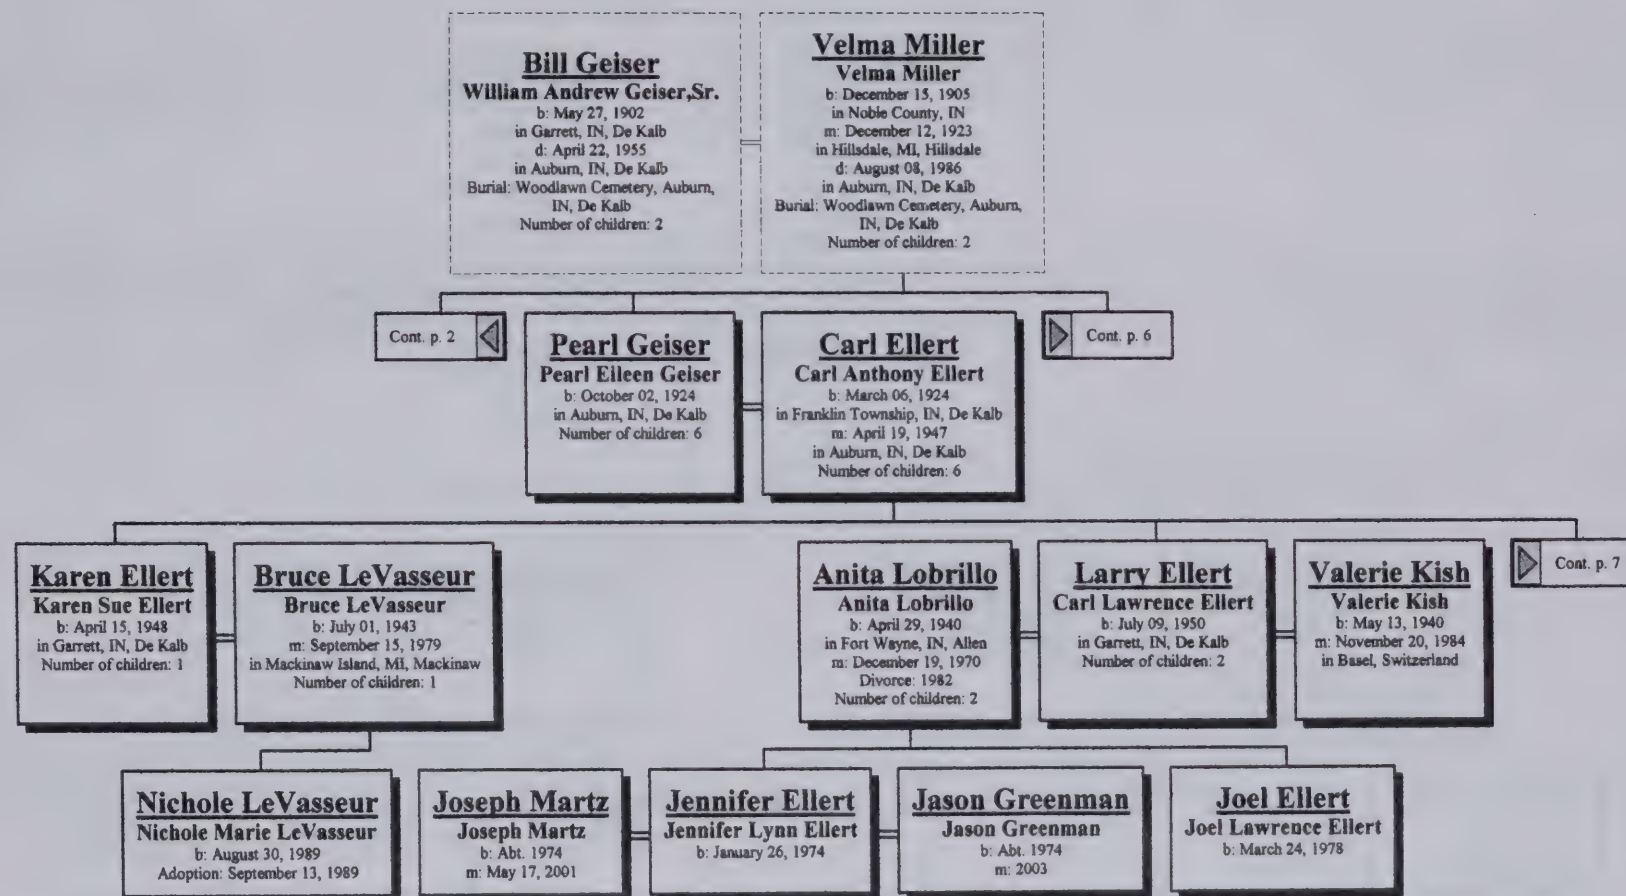 Bill Geiser
William Andrew Geiser,Sr.
b: May 27, 1902
in Garrett, IN, De Kalb
d: April 22, 1955
in Auburn, IN, De Kalb
Burial: Woodlawn Cemetery, Auburn,
IN, De Kalb
Number of children: 2
Velma Miller
Velma Miller
b: December 15, 1905
in Noble County, IN
m: December 12, 1923
in Hillsdale, MI, Hillsdale
d: August 08, 1986
in Auburn, IN, De Kalb
Burial: Woodlawn Cemetery, Auburn,
IN, De Kalb
Number of children: 2
Cont. p. 2
Pearl Geiser
Pearl Eileen Geiser
b: October 02, 1924
in Auburn, IN, De Kalb
Number of children: 6
Carl Ellert
Carl Anthony Ellert
b: March 06, 1924
in Franklin Township, IN, De Kalb
m: April 19, 1947
in Auburn, IN, De Kalb
Number of children: 6
Cont. p. 6
Karen Ellert
Karen Sue Ellert
b: April 15, 1948
in Garrett, IN, De Kalb
Number of children: 1
Bruce LeVasseur
Bruce LeVasseur
b: July 01, 1943
m: September 15, 1979
in Mackinaw Island, MI, Mackinaw
Number of children: 1
Anita Lobrillo
Anita Lobrillo
b: April 29, 1940
in Fort Wayne, IN, Allen
m: December 19, 1970
Divorce: 1982
Number of children: 2
Larry Ellert
Carl Lawrence Ellert
b: July 09, 1950
in Garrett, IN, De Kalb
Number of children: 2
Valerie Kish
Valerie Kish
b: May 13, 1940
m: November 20, 1984
in Basel, Switzerland
Cont. p. 7
Nichole LeVasseur
Nichole Marie LeVasseur
b: August 30, 1989
Adoption: September 13, 1989
Joseph Martz
Joseph Martz
b: Abt. 1974
m: May 17, 2001
Jennifer Ellert
Jennifer Lynn Ellert
b: January 26, 1974
Jason Greenman
Jason Greenman
b: Abt. 1974
m: 2003
Joel Ellert
Joel Lawrence Ellert
b: March 24, 1978